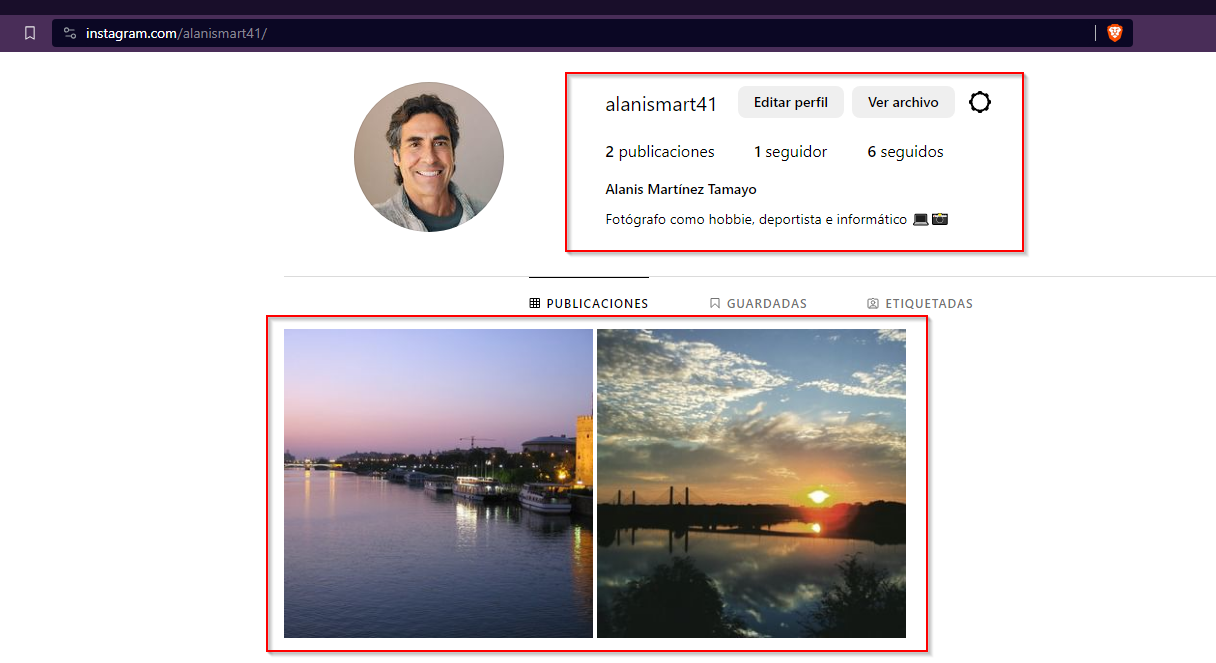 instagram.com/alanismart41/
alanismart41 Editar perfil Ver archivo
2 publicaciones 1 seguidor 6 seguidos
Alanis Martínez Tamayo
Fotógrafo como hobbie, deportista e informático 💻📷
PUBLICACIONES GUARDADAS ETIQUETADAS